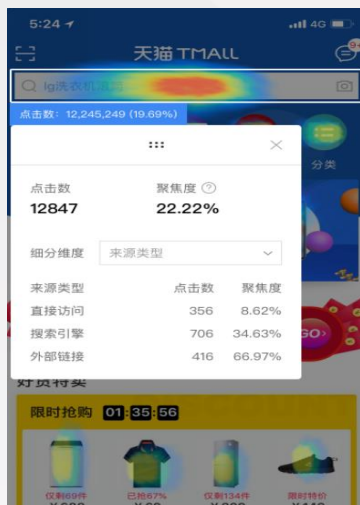 5:24
4G
天猫 TMALL
lg洗衣机
点击数: 12,245,249 (19.69%)
分类
点击数 聚焦度
12847 22.22%
细分维度 来源类型
来源类型 点击数 聚焦度
直接访问 356 8.62%
搜索引擎 706 34.63%
外部链接 416 66.97%
GO
好货特卖
限时抢购 01:35:56
仅剩69件 已抢67% 仅剩134件 限时特价